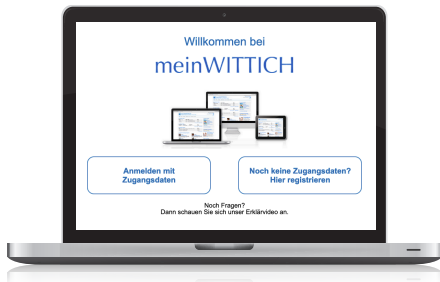 Willkommen bei
meinWITTICH
Anmelden mit
Zugangsdaten
Noch keine Zugangsdaten?
Hier registrieren
Noch Fragen?
Dann schauen Sie sich unser Erklärvideo an.